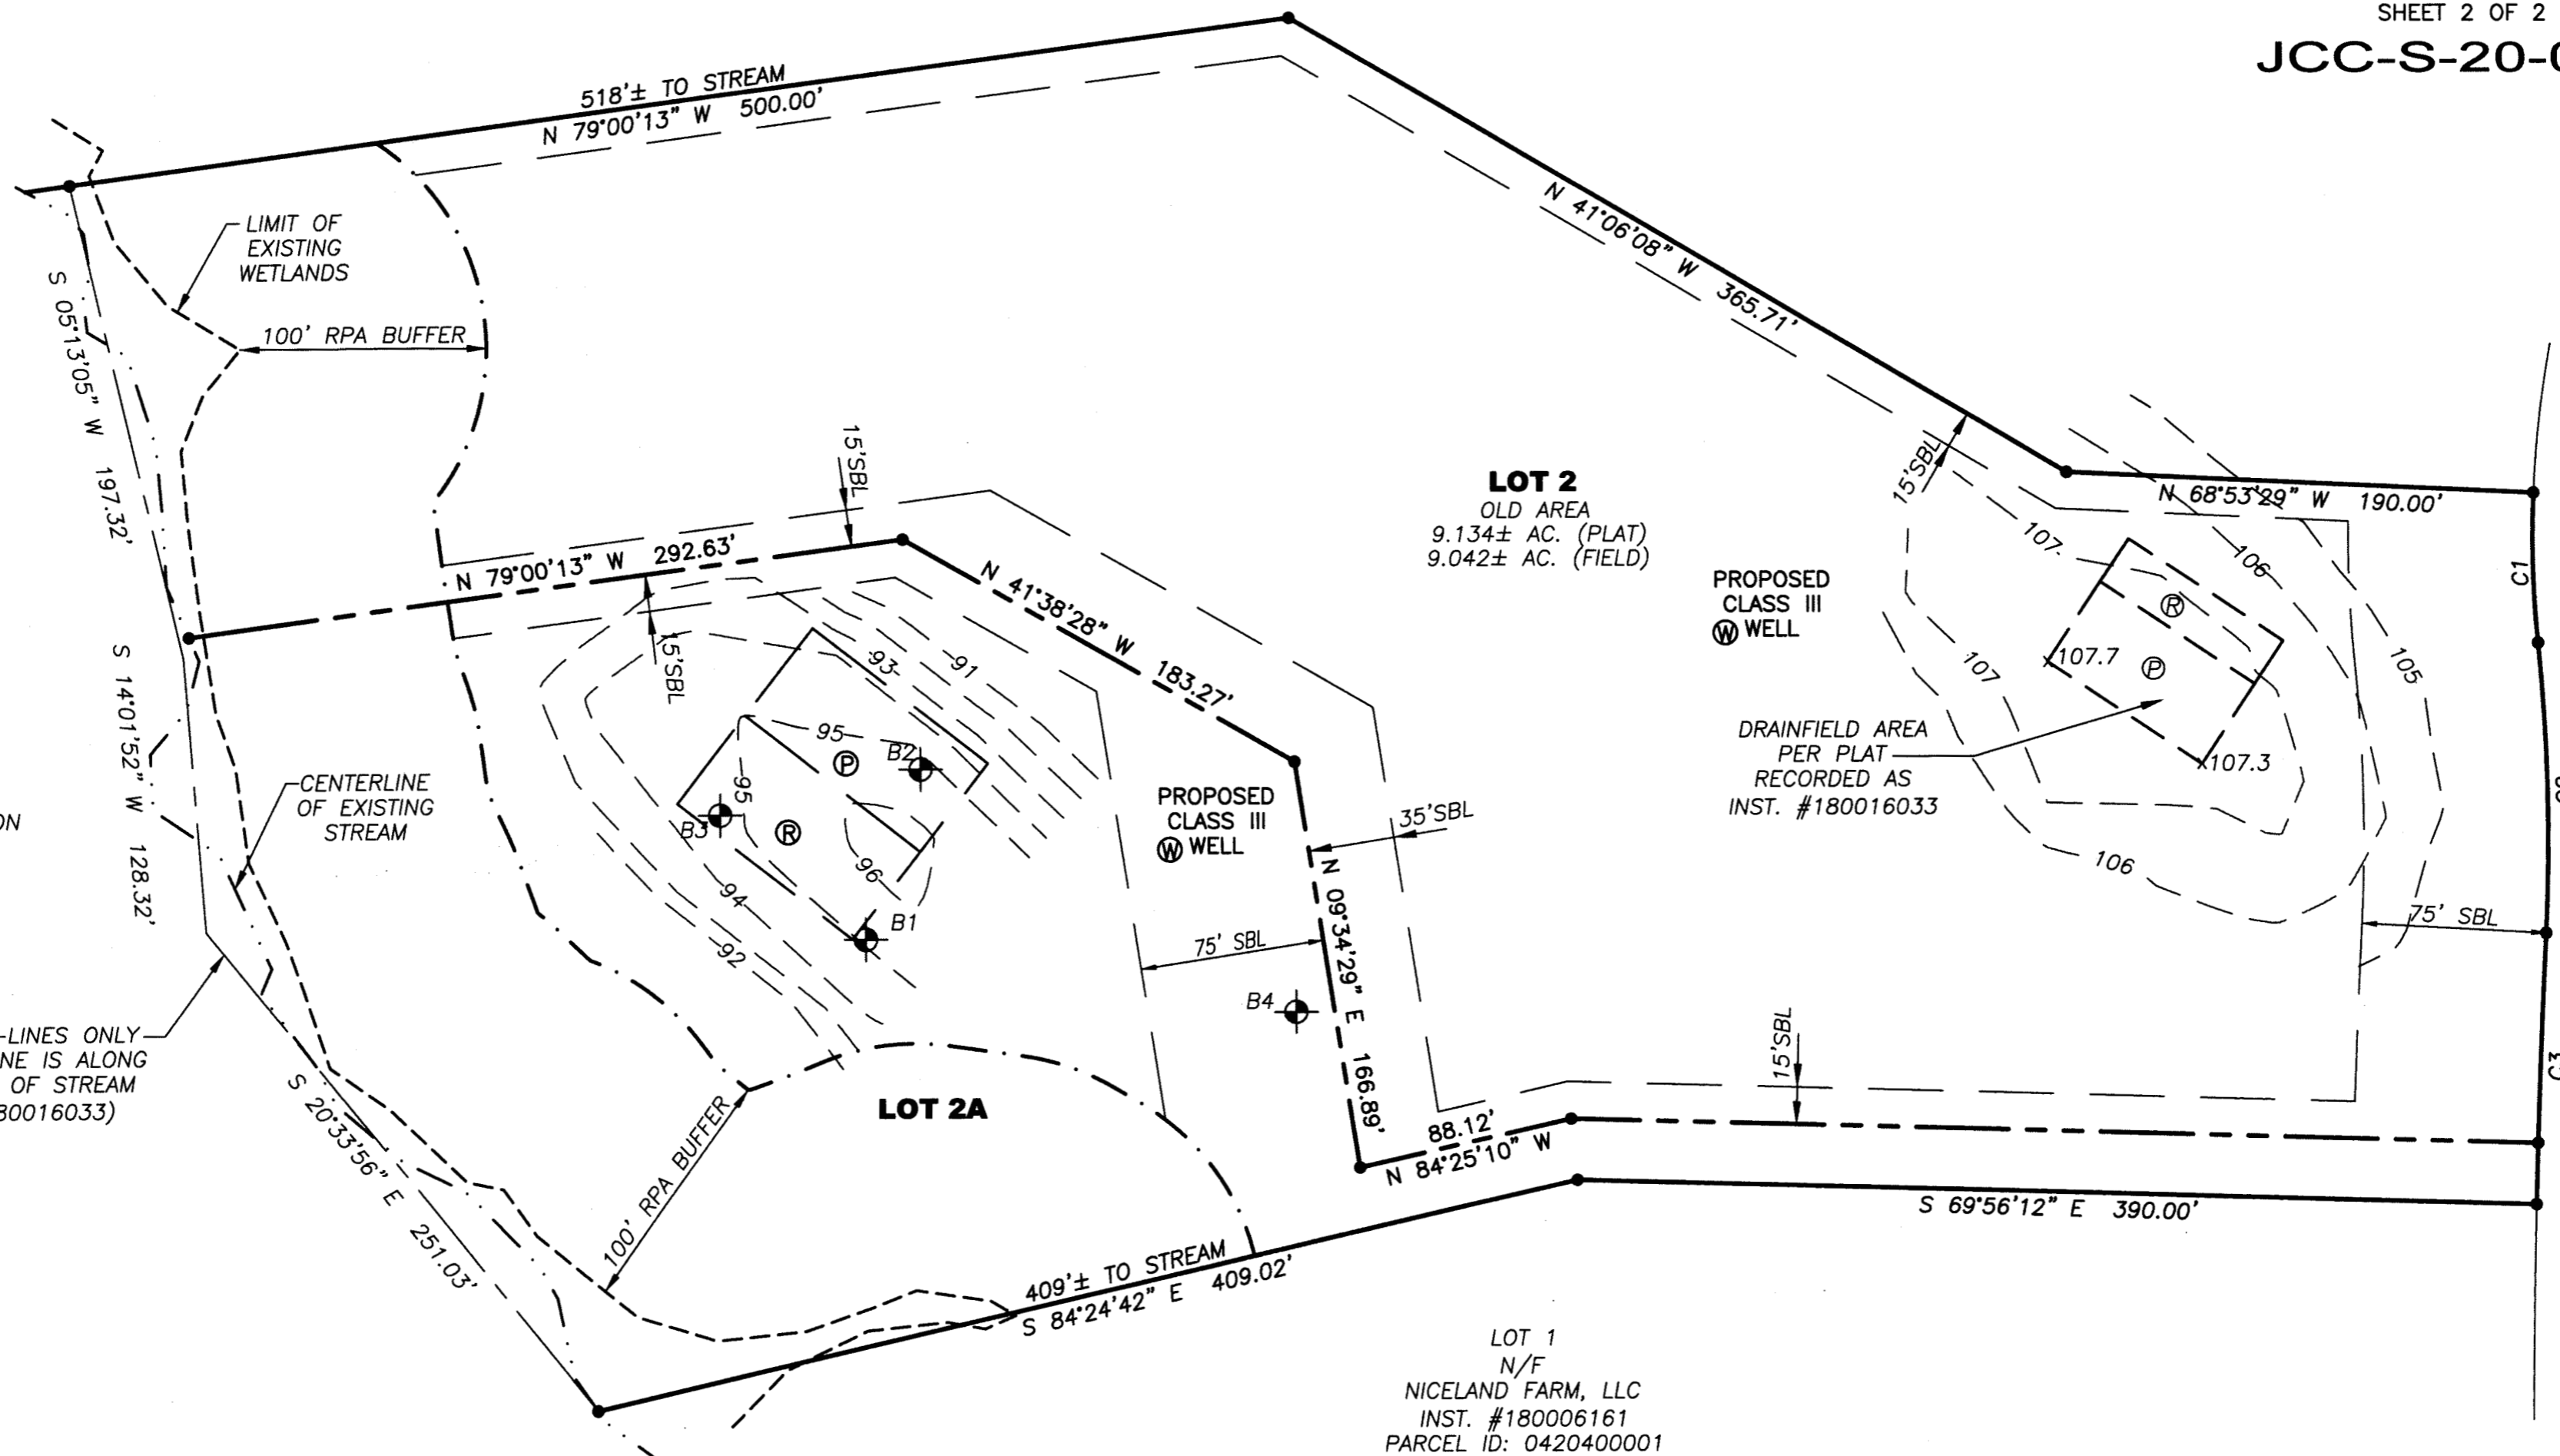 SHEET 2 OF 2
JCC-S-20-0
518'± TO STREAM
N 79°00'13" W 500.00'
N 41°06'08" W 365.71'
LIMIT OF
EXISTING
WETLANDS
100' RPA BUFFER
S 05°13'05" W 197.32'
15'SBL
N 79°00'13" W 292.63'
15'SBL
N 41°38'28" W 183.27'
LOT 2
OLD AREA
9.134± AC. (PLAT)
9.042± AC. (FIELD)
PROPOSED
CLASS III
W WELL
15'SBL
N 68°53'29" W 190.00'
C1
107
106
105
R
P
107.7
107.3
107
106
DRAINFIELD AREA
PER PLAT
RECORDED AS
INST. #180016033
75' SBL
C3
S 14°01'52" W 128.32'
CENTERLINE
OF EXISTING
STREAM
ON
93
91
95
95
P
B2
B3
R
96
94
92
B1
PROPOSED
CLASS III
W WELL
35'SBL
75' SBL
B4
N 09°34'29" E 166.89'
-LINES ONLY
NE IS ALONG
OF STREAM
80016033)
S 20°33'56" E 251.03'
100' RPA BUFFER
LOT 2A
88.12'
N 84°25'10" W
15'SBL
S 69°56'12" E 390.00'
409'± TO STREAM
S 84°24'42" E 409.02'
LOT 1
N/F
NICELAND FARM, LLC
INST. #180006161
PARCEL ID: 0420400001